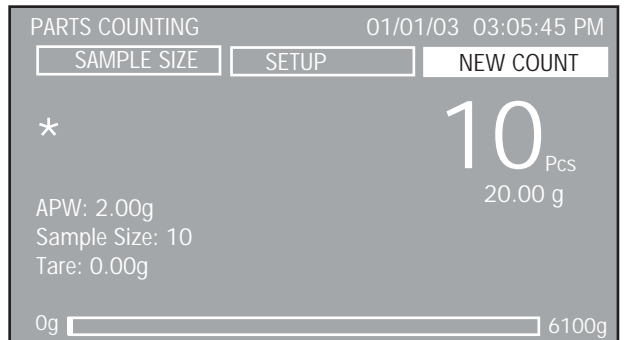 PARTS COUNTING 01/01/03 03:05:45 PM
SAMPLE SIZE SETUP NEW COUNT
*
10 Pcs
20.00 g
APW: 2.00g
Sample Size: 10
Tare: 0.00g
0g 6100g